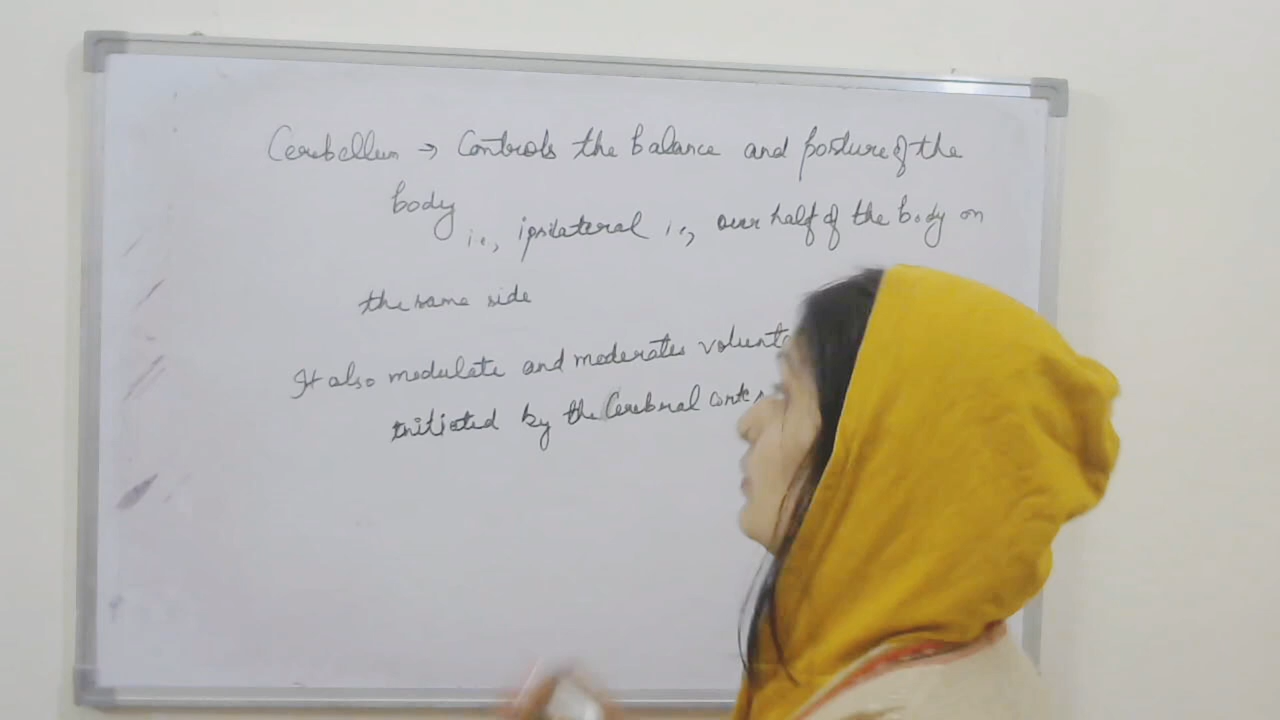 Cerebellum → Controls the balance and posture of the
body
i.e., ipsilateral i.e., over half of the body on
the same side
It also modulate and moderates
initiated by the Cerebral